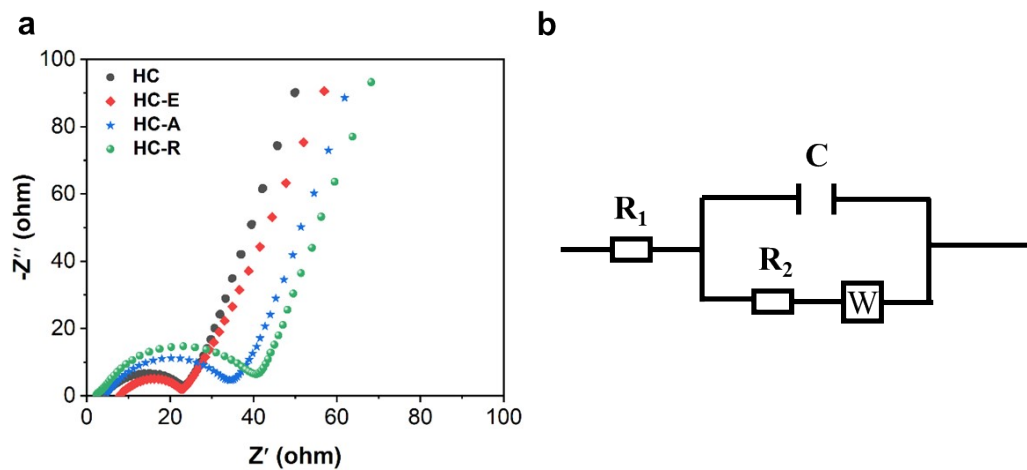 a
100
80
60
40
20
0
-Z′′ (ohm)
HC
HC-E
HC-A
HC-R
0 20 40 60 80 100
Z′ (ohm)
b
C
R₁
R₂
W